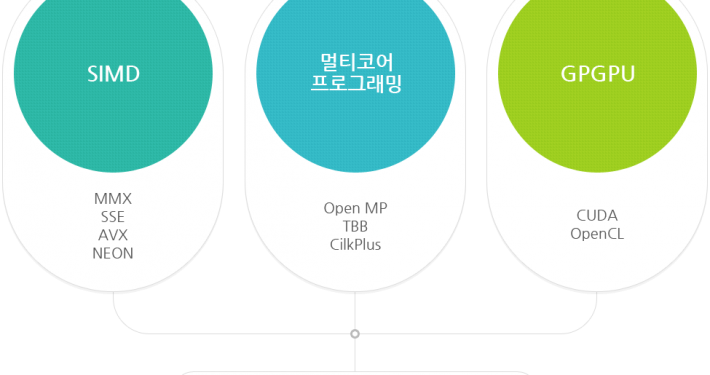 SIMD
멀티코어
프로그래밍
GPGPU
MMX
SSE
AVX
NEON
Open MP
TBB
CilkPlus
CUDA
OpenCL